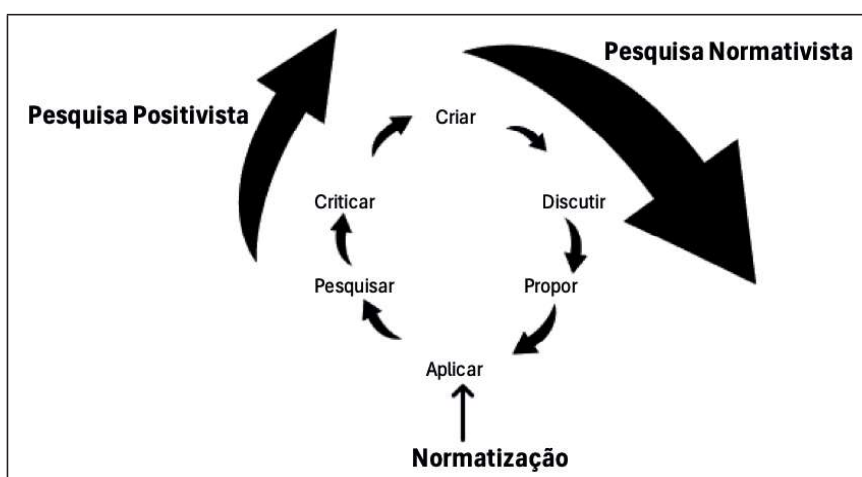 Pesquisa Normativista
Pesquisa Positivista
Criar
Criticar
Discutir
Pesquisar
Propor
Aplicar
Normatização